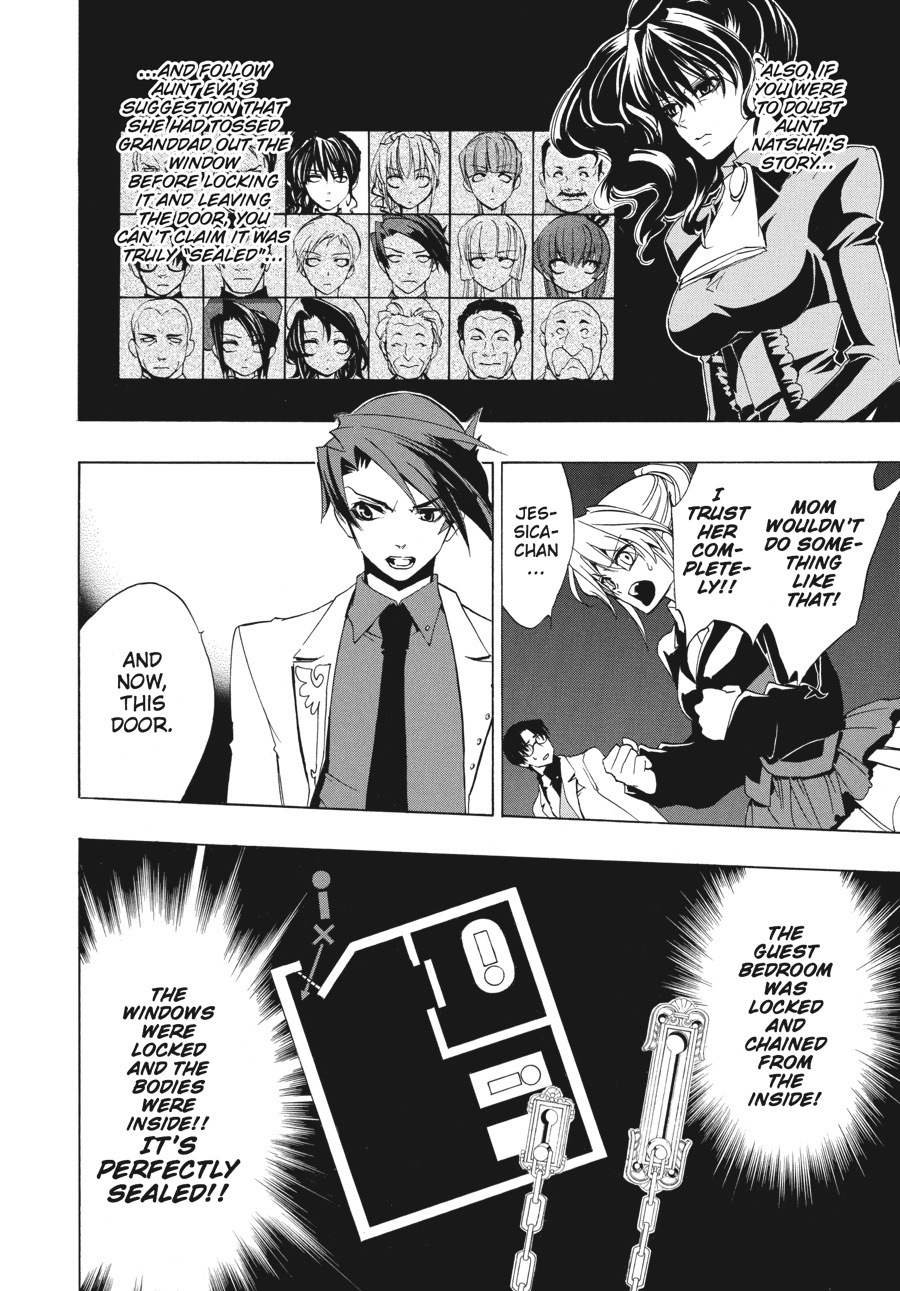 ALSO, IF
YOU WERE
TO DOUBT
AUNT
NATSUHI'S
STORY...
...AND FOLLOW
AUNT EVA'S
SUGGESTION THAT
SHE HAD TOSSED
GRANDDAD OUT THE
WINDOW
BEFORE LOCKING
IT AND LEAVING
THE DOOR, YOU
CAN'T CLAIM IT WAS
TRULY "SEALED"...
MOM
WOULDN'T
DO SOME-
THING
LIKE
THAT!
I
TRUST
HER
COM-
PLETE-
LY!!
JES-
SICA-
CHAN
...
AND
NOW,
THIS
DOOR.
THE
GUEST
BEDROOM
WAS
LOCKED
AND
CHAINED
FROM
THE
INSIDE!
THE
WINDOWS
WERE
LOCKED
AND THE
BODIES
WERE
INSIDE!!
IT'S
PERFECTLY
SEALED!!